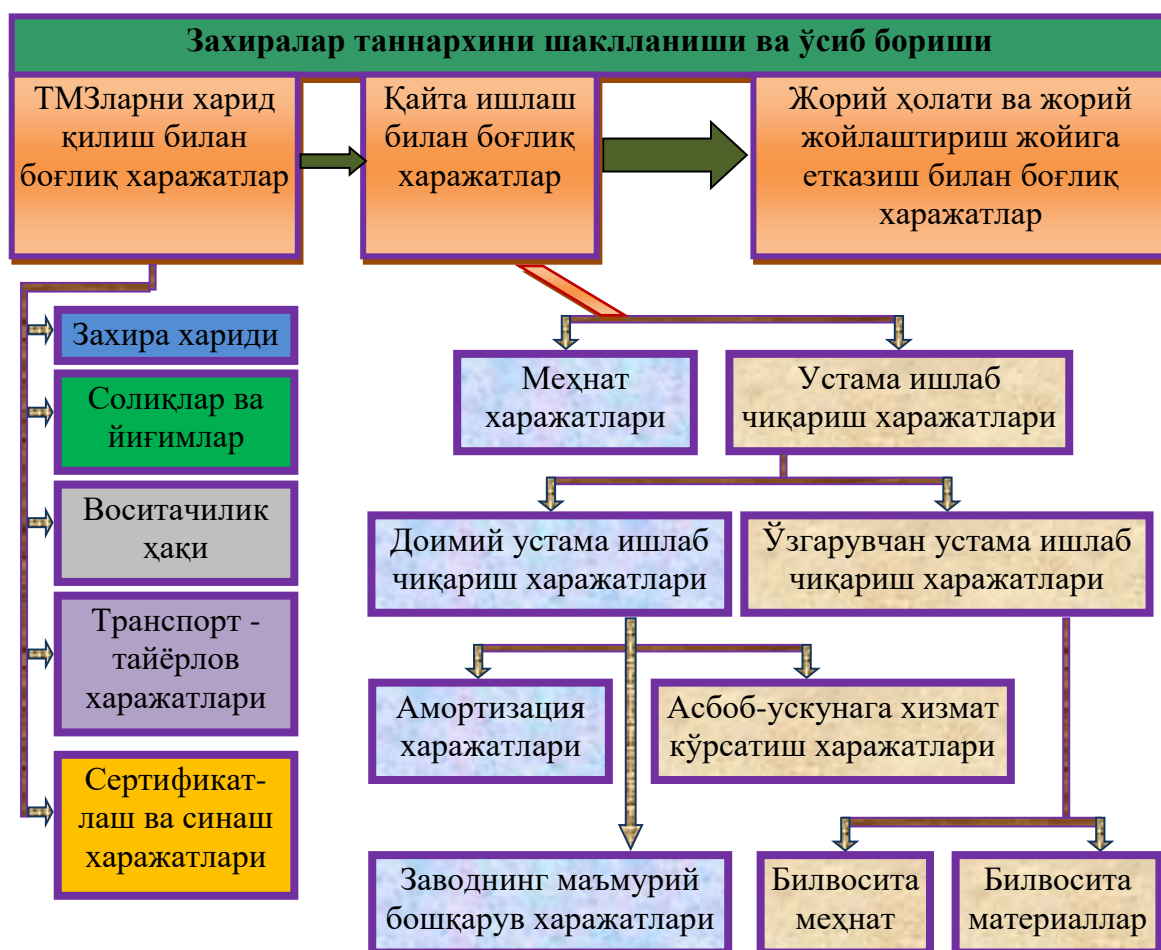 Захиралар таннархини шаклланиши ва ўсиб бориши
ТМЗларни харид
қилиш билан
боғлиқ харажатлар
Қайта ишлаш
билан боғлиқ
харажатлар
Жорий ҳолати ва жорий
жойлаштириш жойига
етказиш билан боғлиқ
харажатлар
Захира хариди
Солиқлар ва
йиғимлар
Воситачилик
ҳақи
Транспорт -
тайёрлов
харажатлари
Сертификат-
лаш ва синаш
харажатлари
Меҳнат
харажатлари
Устама ишлаб
чиқариш харажатлари
Доимий устама ишлаб
чиқариш харажатлари
Ўзгарувчан устама ишлаб
чиқариш харажатлари
Амортизация
харажатлари
Асбоб-ускунага хизмат
кўрсатиш харажатлари
Заводнинг маъмурий
бошқарув харажатлари
Билвосита
меҳнат
Билвосита
материаллар